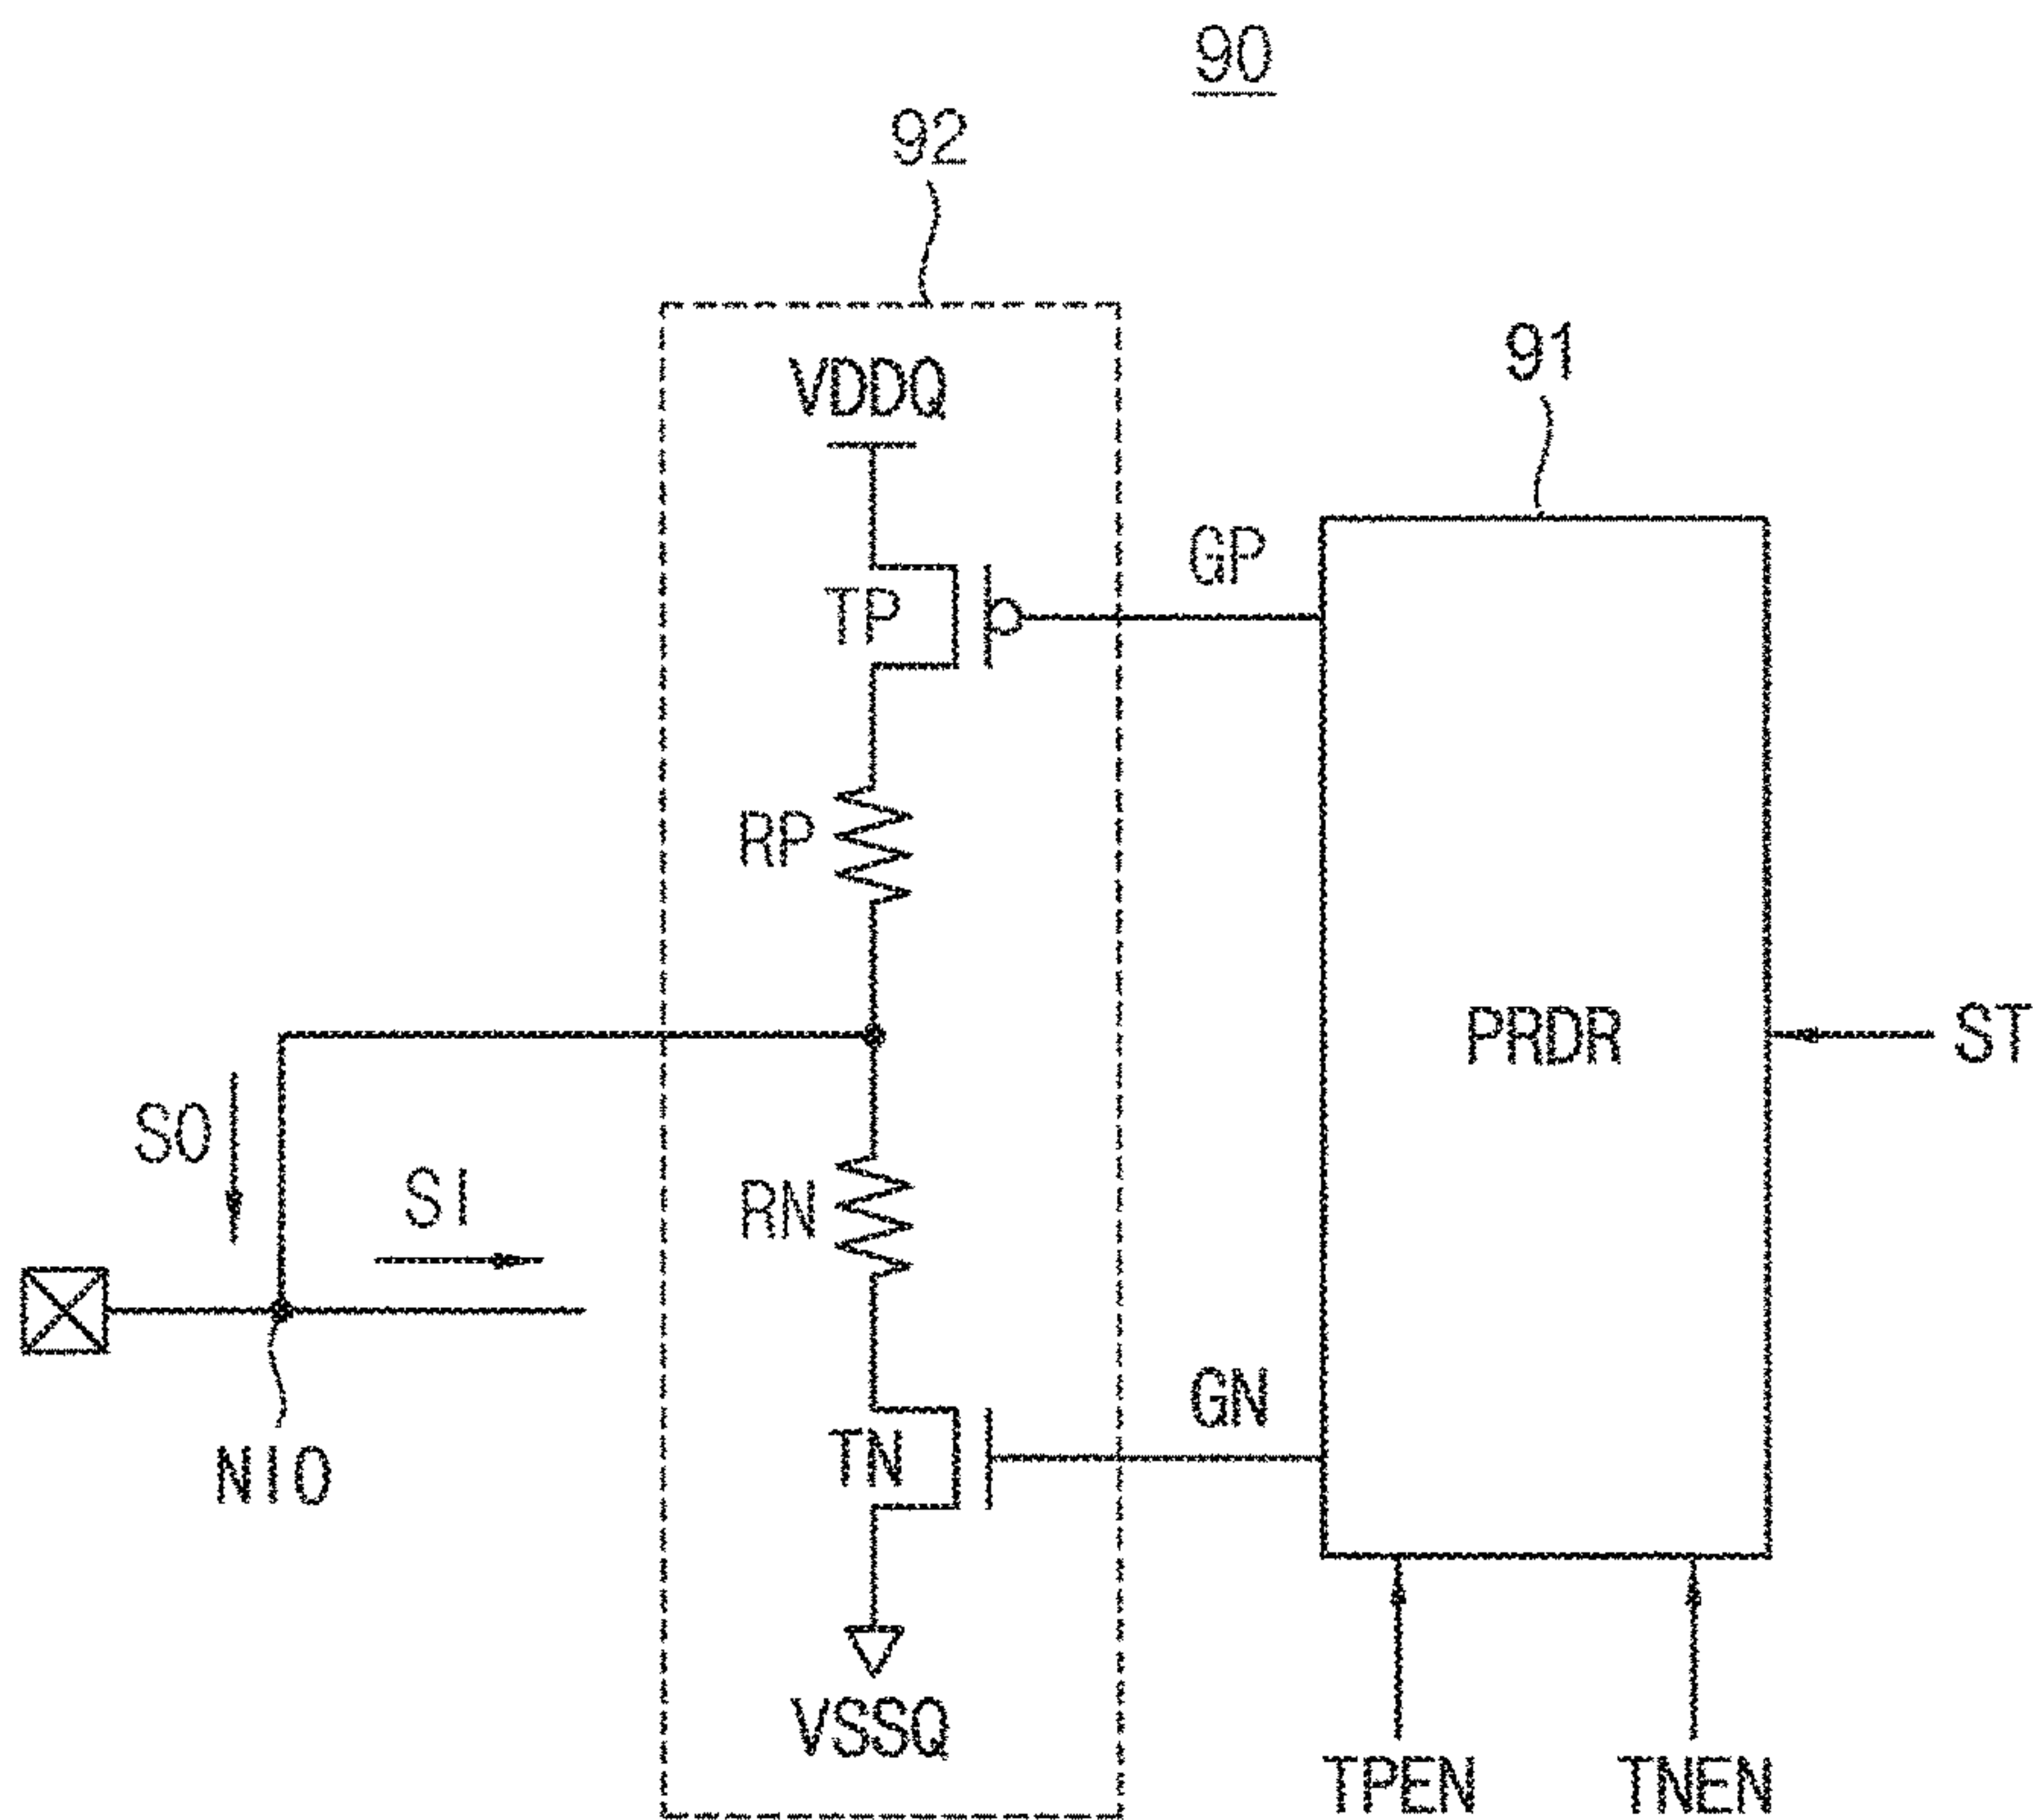 90
92
VDDQ
91
GP
TP
RP
PRDR
ST
SO
SI
RN
GN
TN
NIO
VSSQ
TPEN
TNEN